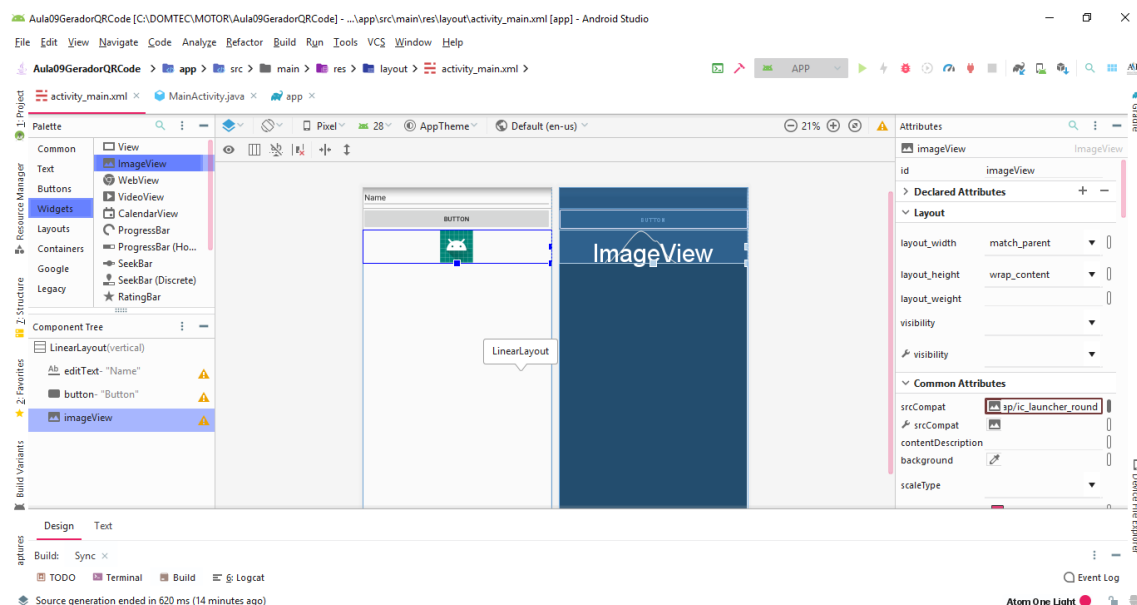 Aula09GeradorQRCode [C:\DOMTEC\MOTOR\Aula09GeradorQRCode] - ...\app\src\main\res\layout\activity_main.xml [app] - Android Studio
File Edit View Navigate Code Analyze Refactor Build Run Tools VCS Window Help
Aula09GeradorQRCode app src main res layout activity_main.xml APP
activity_main.xml MainActivity.java app
1: Project
Resource Manager
7: Structure
2: Favorites
Build Variants
Palette
Common
Text
Buttons
Widgets
Layouts
Containers
Google
Legacy
View
ImageView
WebView
VideoView
CalendarView
ProgressBar
ProgressBar (Ho...
SeekBar
SeekBar (Discrete)
RatingBar
Component Tree
LinearLayout(vertical)
Ab editText- "Name"
button- "Button"
imageView
Pixel 28 AppTheme Default (en-us) 21%
Name
BUTTON
BUTTON
ImageView
LinearLayout
Attributes
imageView ImageView
id imageView
Declared Attributes
Layout
layout_width match_parent
layout_height wrap_content
layout_weight
visibility
visibility
Common Attributes
srcCompat ap/ic_launcher_round
srcCompat
contentDescription
background
scaleType
Gradle
Device File Explorer
Design Text
Build: Sync
TODO Terminal Build 6: Logcat Event Log
Source generation ended in 620 ms (14 minutes ago) Atom One Light